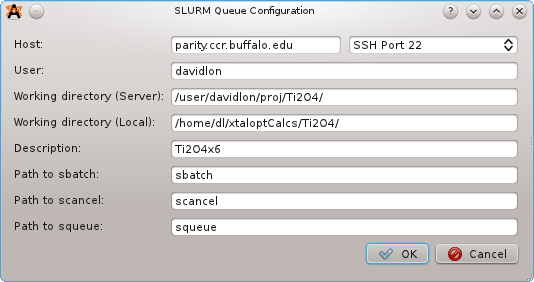 SLURM Queue Configuration
Host: parity.ccr.buffalo.edu SSH Port 22
User: davidlon
Working directory (Server): /user/davidlon/proj/Ti2O4/
Working directory (Local): /home/dl/xtaloptCalcs/Ti2O4/
Description: Ti2O4x6
Path to sbatch: sbatch
Path to scancel: scancel
Path to squeue: squeue
OK Cancel